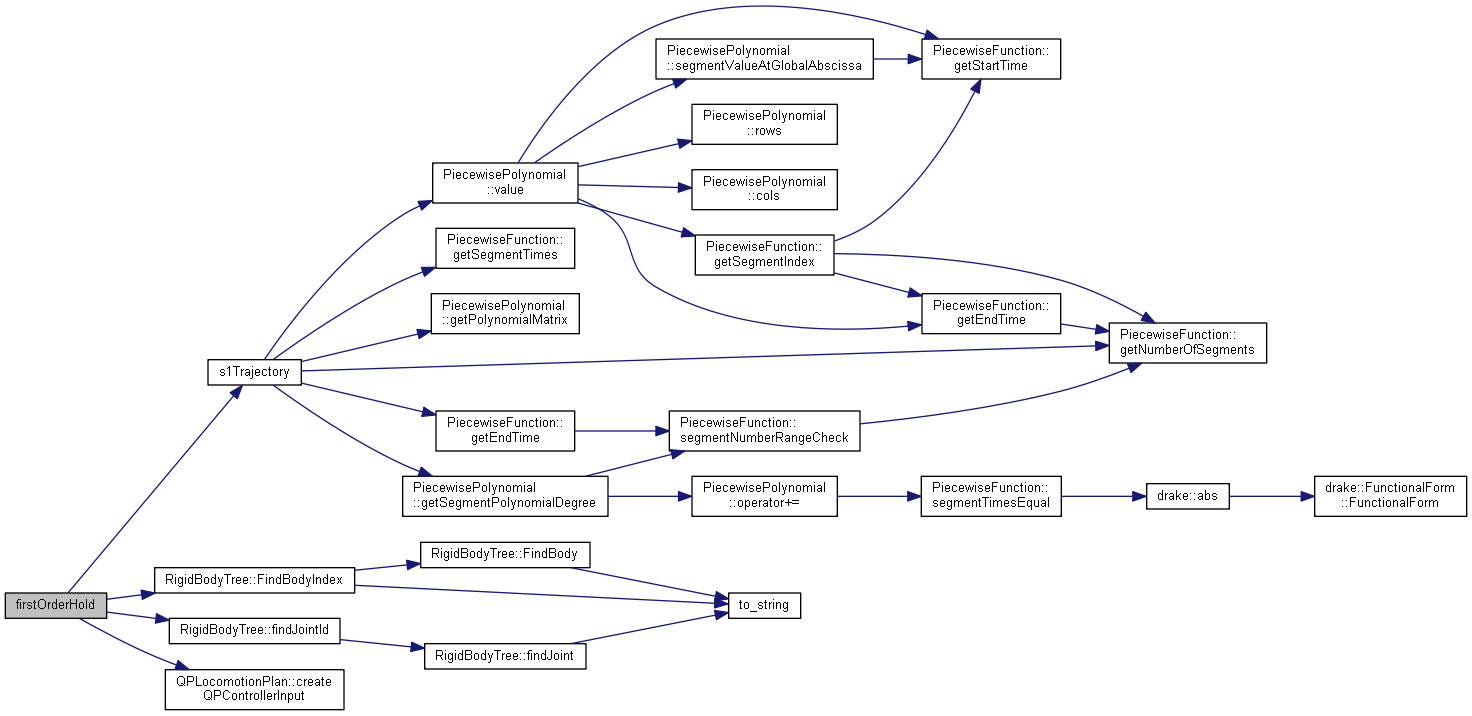 PiecewisePolynomial
::segmentValueAtGlobalAbscissa
PiecewiseFunction::
getStartTime
PiecewisePolynomial
::rows
PiecewisePolynomial
::value
PiecewisePolynomial
::cols
PiecewiseFunction::
getSegmentTimes
PiecewiseFunction::
getSegmentIndex
PiecewisePolynomial
::getPolynomialMatrix
PiecewiseFunction::
getEndTime
PiecewiseFunction::
getNumberOfSegments
s1Trajectory
PiecewiseFunction::
getEndTime
PiecewiseFunction::
segmentNumberRangeCheck
PiecewisePolynomial
::getSegmentPolynomialDegree
PiecewisePolynomial
::operator+=
PiecewiseFunction::
segmentTimesEqual
drake::abs
drake::FunctionalForm
::FunctionalForm
RigidBodyTree::FindBody
RigidBodyTree::FindBodyIndex
firstOrderHold
to_string
RigidBodyTree::findJointId
RigidBodyTree::findJoint
QPLocomotionPlan::create
QPControllerInput